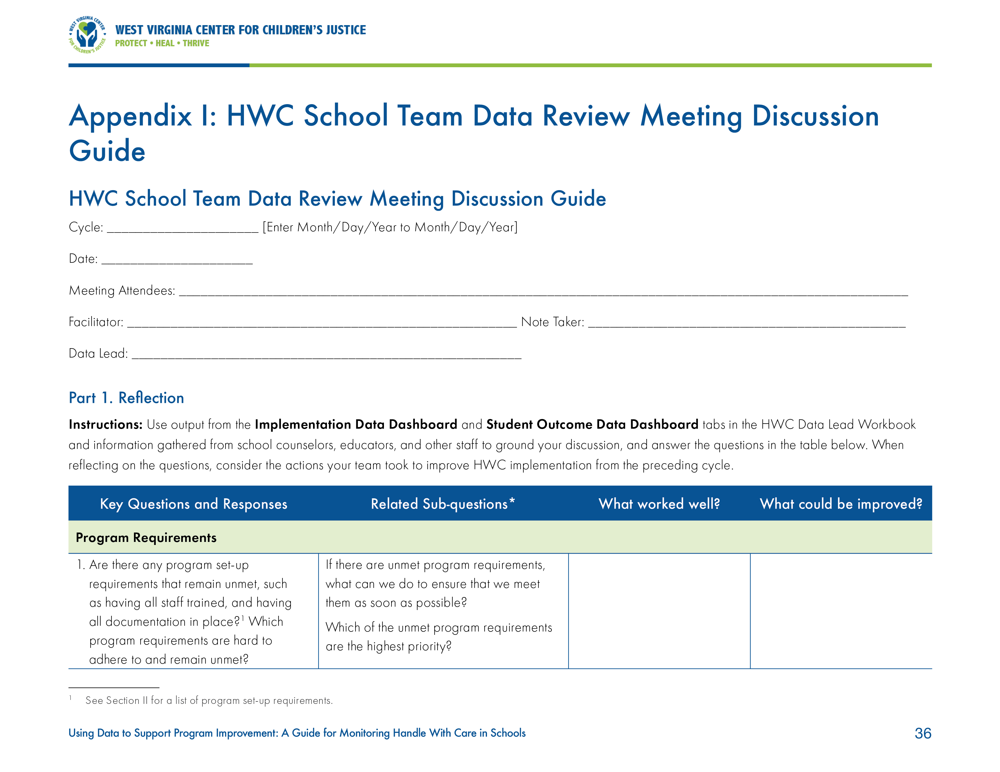 WEST VIRGINIA CENTER FOR CHILDREN'S JUSTICE
WEST VIRGINIA CENTER FOR CHILDREN'S JUSTICE
PROTECT • HEAL • THRIVE
Appendix I: HWC School Team Data Review Meeting Discussion
Guide
HWC School Team Data Review Meeting Discussion Guide
Cycle: _____________________ [Enter Month/Day/Year to Month/Day/Year]
Date: _____________________
Meeting Attendees: _____________________________________________________________________________________________________
Facilitator: ______________________________________________________ Note Taker: ____________________________________________
Data Lead: ______________________________________________________
Part 1. Reflection
Instructions: Use output from the Implementation Data Dashboard and Student Outcome Data Dashboard tabs in the HWC Data Lead Workbook
and information gathered from school counselors, educators, and other staff to ground your discussion, and answer the questions in the table below. When
reflecting on the questions, consider the actions your team took to improve HWC implementation from the preceding cycle.
Key Questions and Responses Related Sub-questions* What worked well? What could be improved?
Program Requirements
1. Are there any program set-up
requirements that remain unmet, such
as having all staff trained, and having
all documentation in place?¹ Which
program requirements are hard to
adhere to and remain unmet?
If there are unmet program requirements,
what can we do to ensure that we meet
them as soon as possible?
Which of the unmet program requirements
are the highest priority?
¹ See Section II for a list of program set-up requirements.
Using Data to Support Program Improvement: A Guide for Monitoring Handle With Care in Schools 36